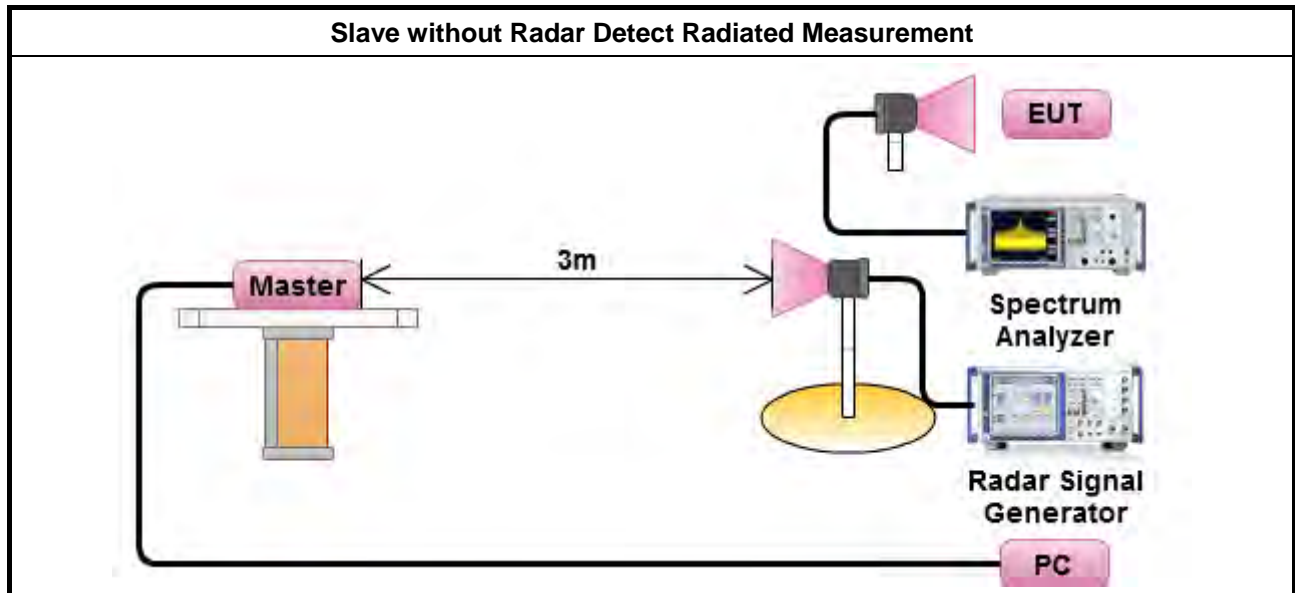 Slave without Radar Detect Radiated Measurement
EUT
3m
Master
Spectrum
Analyzer
Radar Signal
Generator
PC